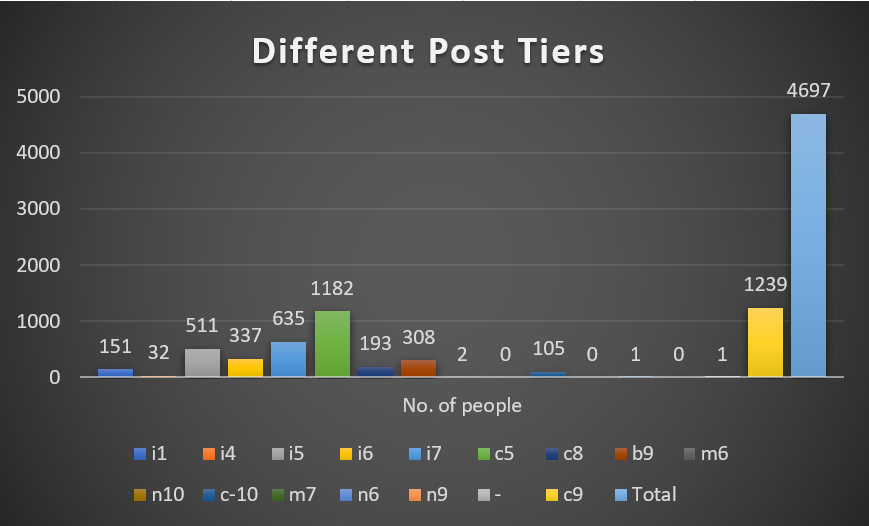 Different Post Tiers
5000
4000
3000
2000
1000
0
151 32 511 337 635 1182 193 308 2 0 105 0 1 0 1 1239 4697
No. of people
i1 i4 i5 i6 i7 c5 c8 b9 m6
n10 c-10 m7 n6 n9 - c9 Total